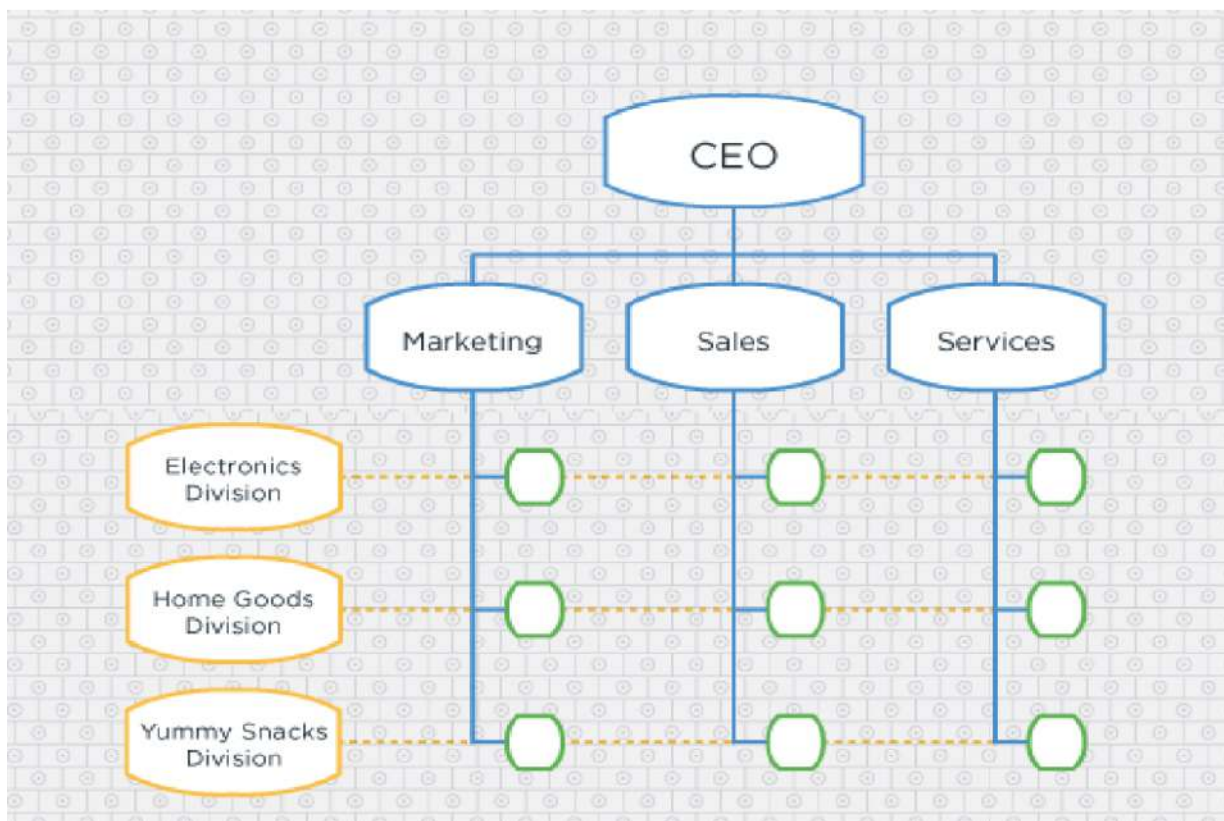 CEO
Marketing
Sales
Services
Electronics
Division
Home Goods
Division
Yummy Snacks
Division